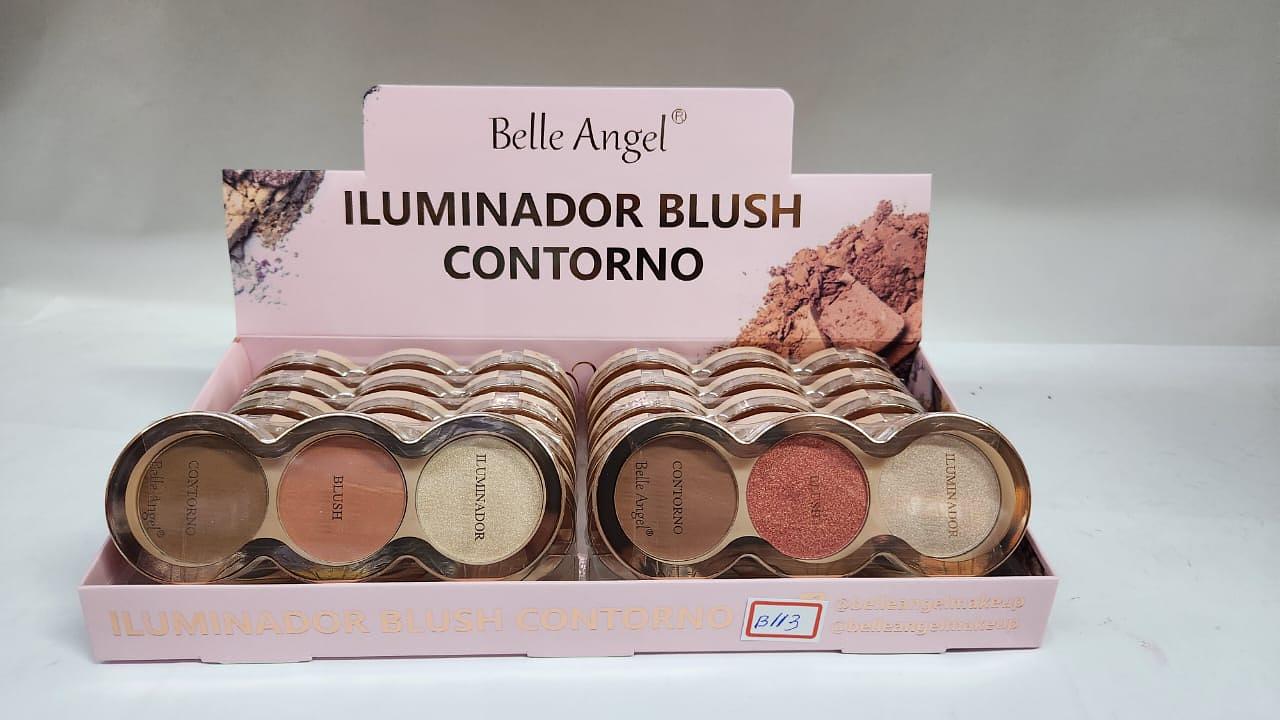 Belle Angel®
ILUMINADOR BLUSH
CONTORNO
CONTORNO
Belle Angel®
BLUSH
ILUMINADOR
CONTORNO
Belle Angel®
BLUSH
ILUMINADOR
ILUMINADOR BLUSH CONTORNO
B113
@belleangelmakeup
@belleangelmakeup